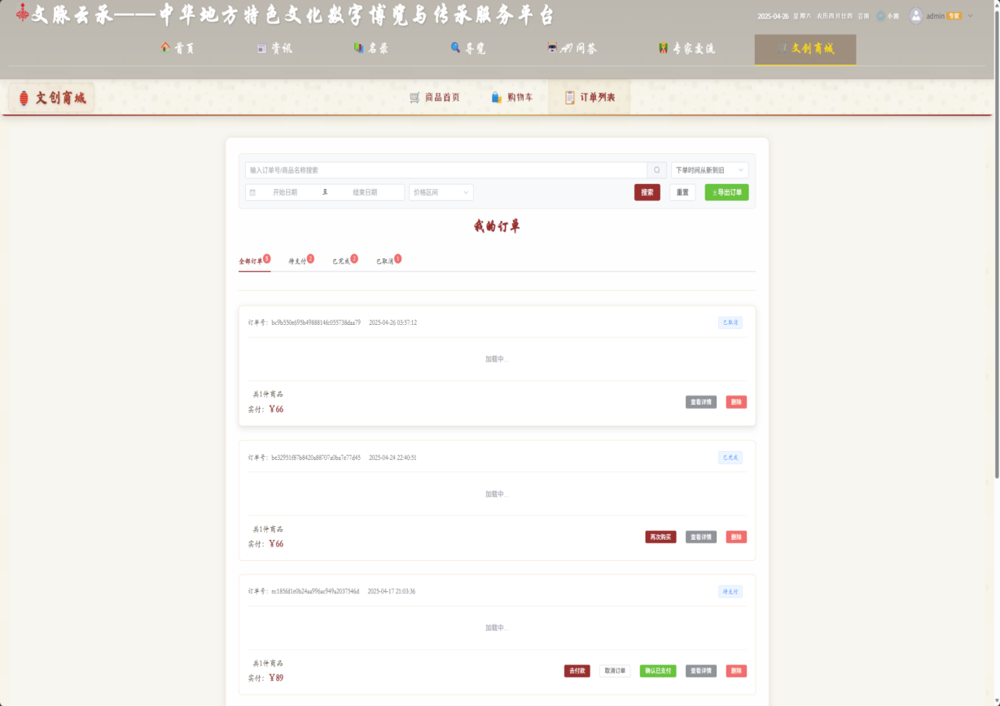 文脉云承——中华地方特色文化数字博览与传承服务平台
2025-04-26 星期六 农历四月廿四 谷雨 小雨 admin 专家
首页 资讯 名录 导览 AI问答 专家交流 文创商城
文创商城 商品首页 购物车 订单列表
输入订单号/商品名称搜索 下单时间从新到旧
开始日期 至 结束日期 价格区间 搜索 重置 导出订单
我的订单
全部订单 5 待支付 2 已完成 2 已取消 1
订单号: bc9b550e695b49888146c055738daa79 2025-04-26 03:57:12 已取消
加载中...
共1件商品
实付: ¥66 查看详情 删除
订单号: be32951f87b8420a88707a0ba7e77d45 2025-04-24 22:40:51 已完成
加载中...
共1件商品
实付: ¥66 再次购买 查看详情 删除
订单号: ec185fd1e0b24aa996ac949a2037546d 2025-04-17 21:03:36 待支付
加载中...
共1件商品
实付: ¥89 去付款 取消订单 确认已支付 查看详情 删除